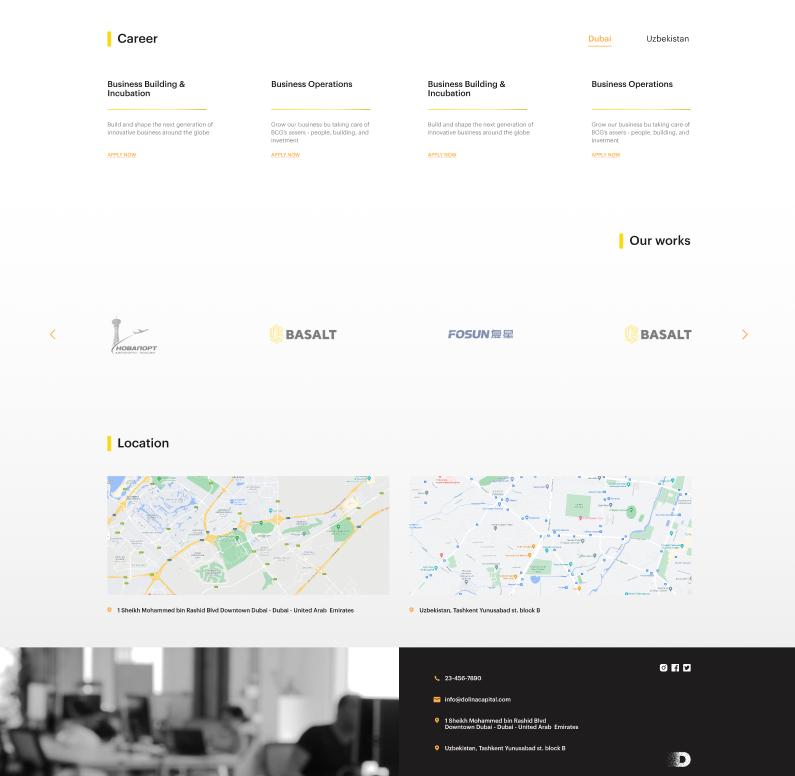 Career
Dubai
Uzbekistan
Business Building &
Incubation
Build and shape the next generation of
innovative business around the globe
APPLY NOW
Business Operations
Grow our business bu taking care of
BCG's assers - people, building, and
invetment
APPLY NOW
Business Building &
Incubation
Build and shape the next generation of
innovative business around the globe
APPLY NOW
Business Operations
Grow our business bu taking care of
BCG's assers - people, building, and
invetment
APPLY NOW
Our works
НОВАПОРТ
BASALT
FOSUN 复星
BASALT
Location
1 Sheikh Mohammed bin Rashid Blvd Downtown Dubai - Dubai - United Arab Emirates
Uzbekistan, Tashkent Yunusabad st. block B
23-456-7890
info@dolinacapital.com
1 Sheikh Mohammed bin Rashid Blvd
Downtown Dubai - Dubai - United Arab Emirates
Uzbekistan, Tashkent Yunusabad st. block B